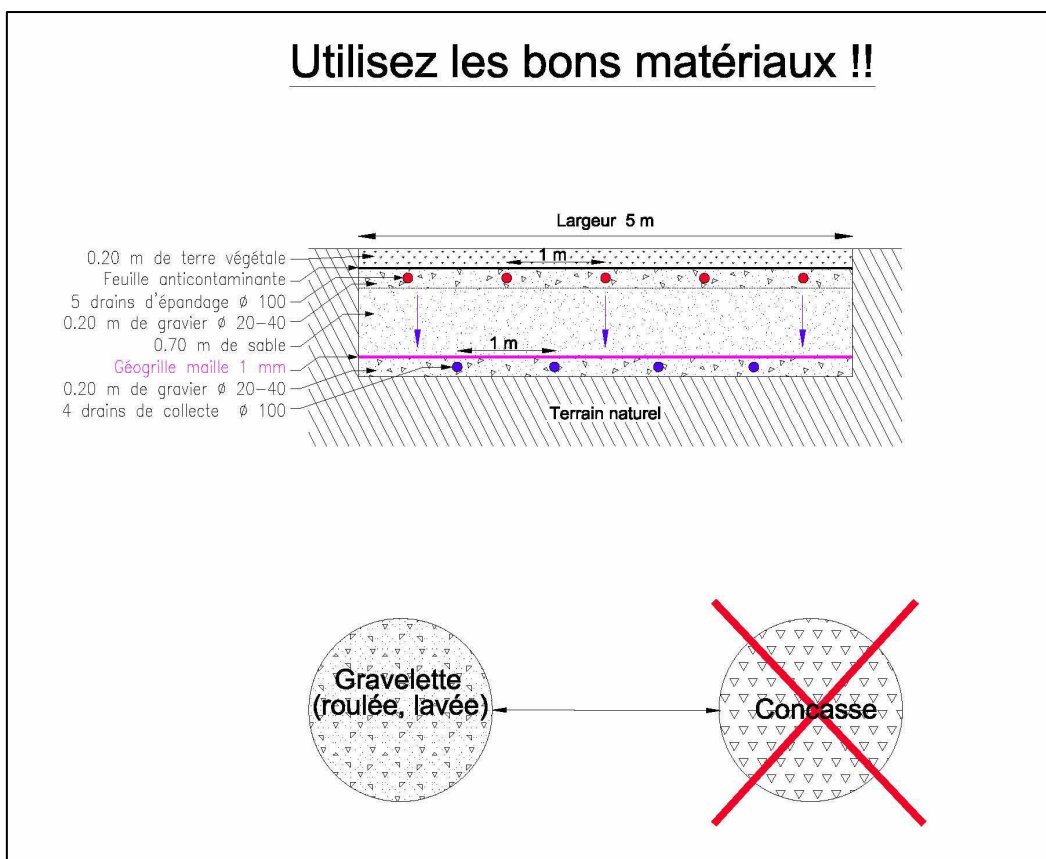 Utilisez les bons matériaux !!
Largeur 5 m
0.20 m de terre végétale
1 m
Feuille anticontaminante
5 drains d'épandage ø 100
0.20 m de gravier ø 20-40
0.70 m de sable
1 m
Géogrille maille 1 mm
0.20 m de gravier ø 20-40
4 drains de collecte ø 100
Terrain naturel
Gravelette
(roulée, lavée)
Concasse